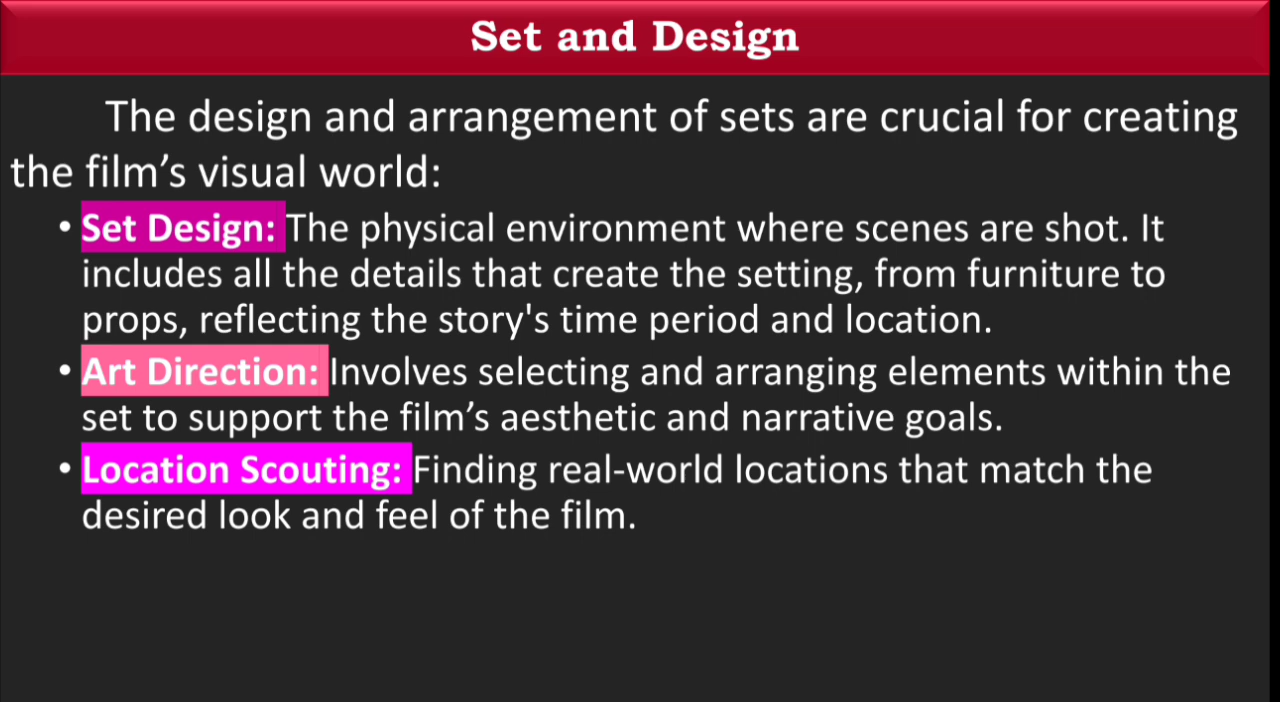 Set and Design
The design and arrangement of sets are crucial for creating
the film’s visual world:
• Set Design: The physical environment where scenes are shot. It
includes all the details that create the setting, from furniture to
props, reflecting the story's time period and location.
• Art Direction: Involves selecting and arranging elements within the
set to support the film’s aesthetic and narrative goals.
• Location Scouting: Finding real-world locations that match the
desired look and feel of the film.